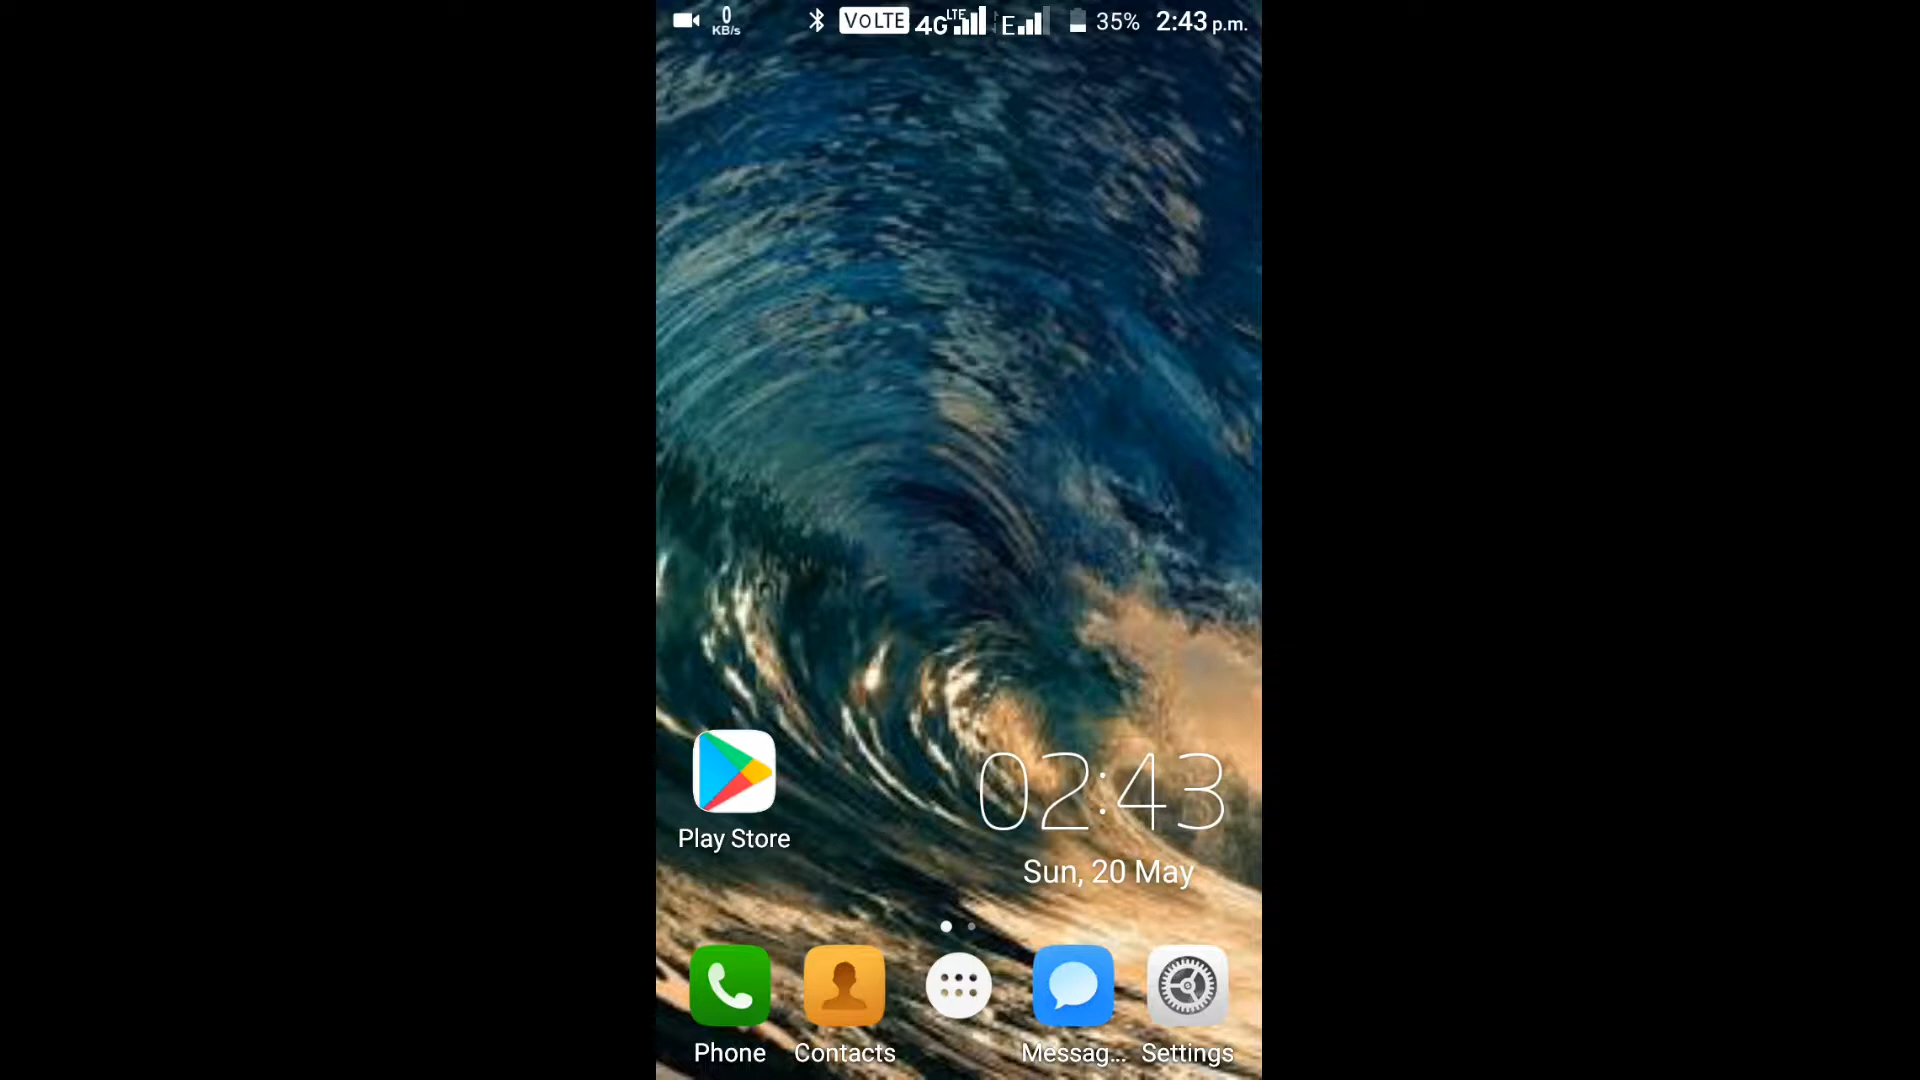 0 KB/s VoLTE 4G LTE E 35% 2:43 p.m.
Play Store
02:43
Sun, 20 May
Phone Contacts Messag... Settings